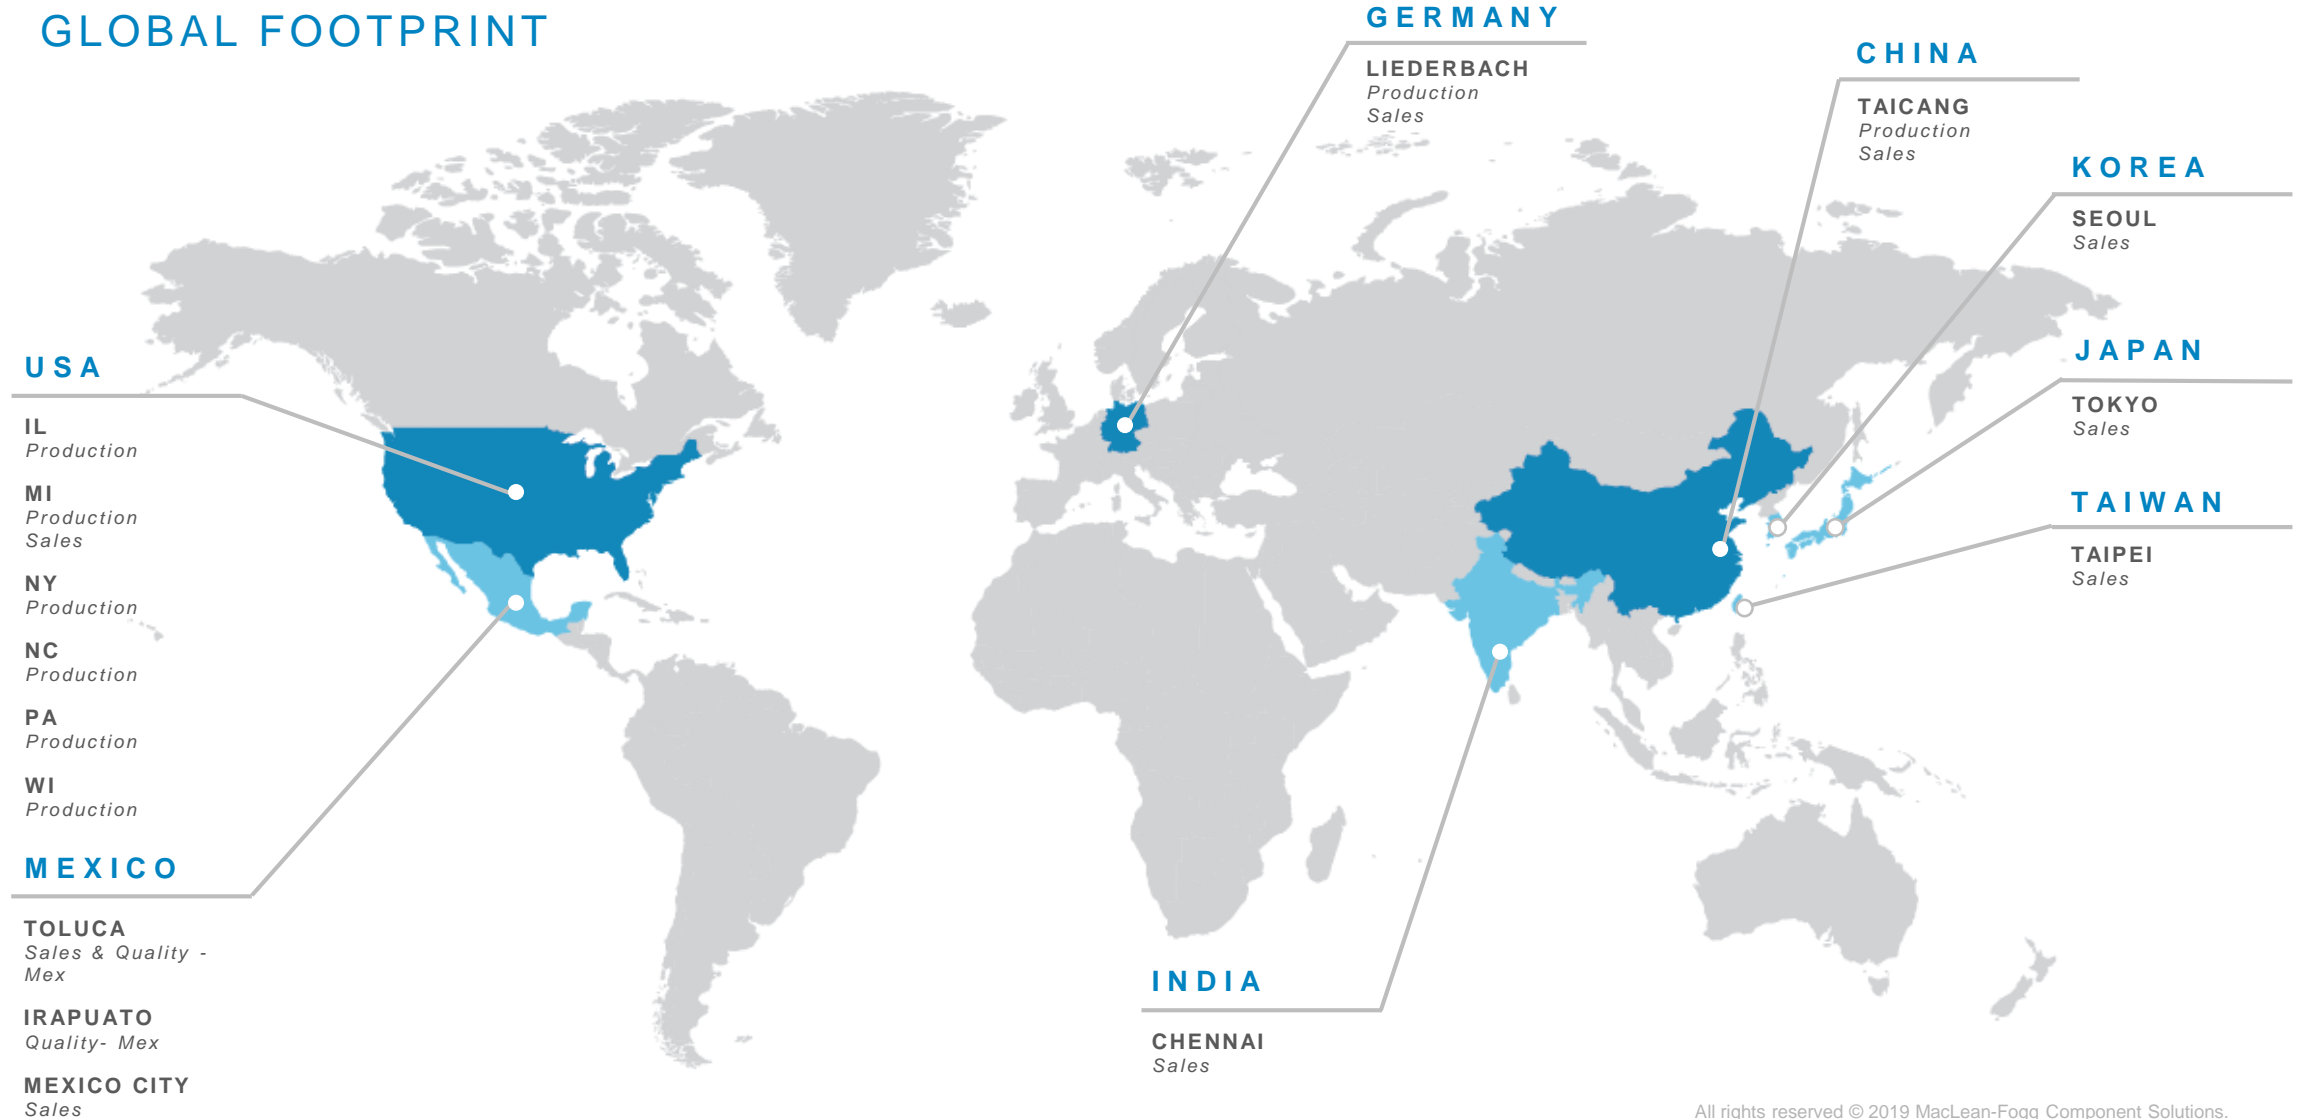 GLOBAL FOOTPRINT
GERMANY
LIEDERBACH
Production
Sales
CHINA
TAICANG
Production
Sales
KOREA
SEOUL
Sales
JAPAN
TOKYO
Sales
TAIWAN
TAIPEI
Sales
USA
IL
Production
MI
Production
Sales
NY
Production
NC
Production
PA
Production
WI
Production
MEXICO
TOLUCA
Sales & Quality -
Mex
IRAPUATO
Quality- Mex
MEXICO CITY
Sales
INDIA
CHENNAI
Sales
All rights reserved © 2019 MacLean-Fogg Component Solutions.